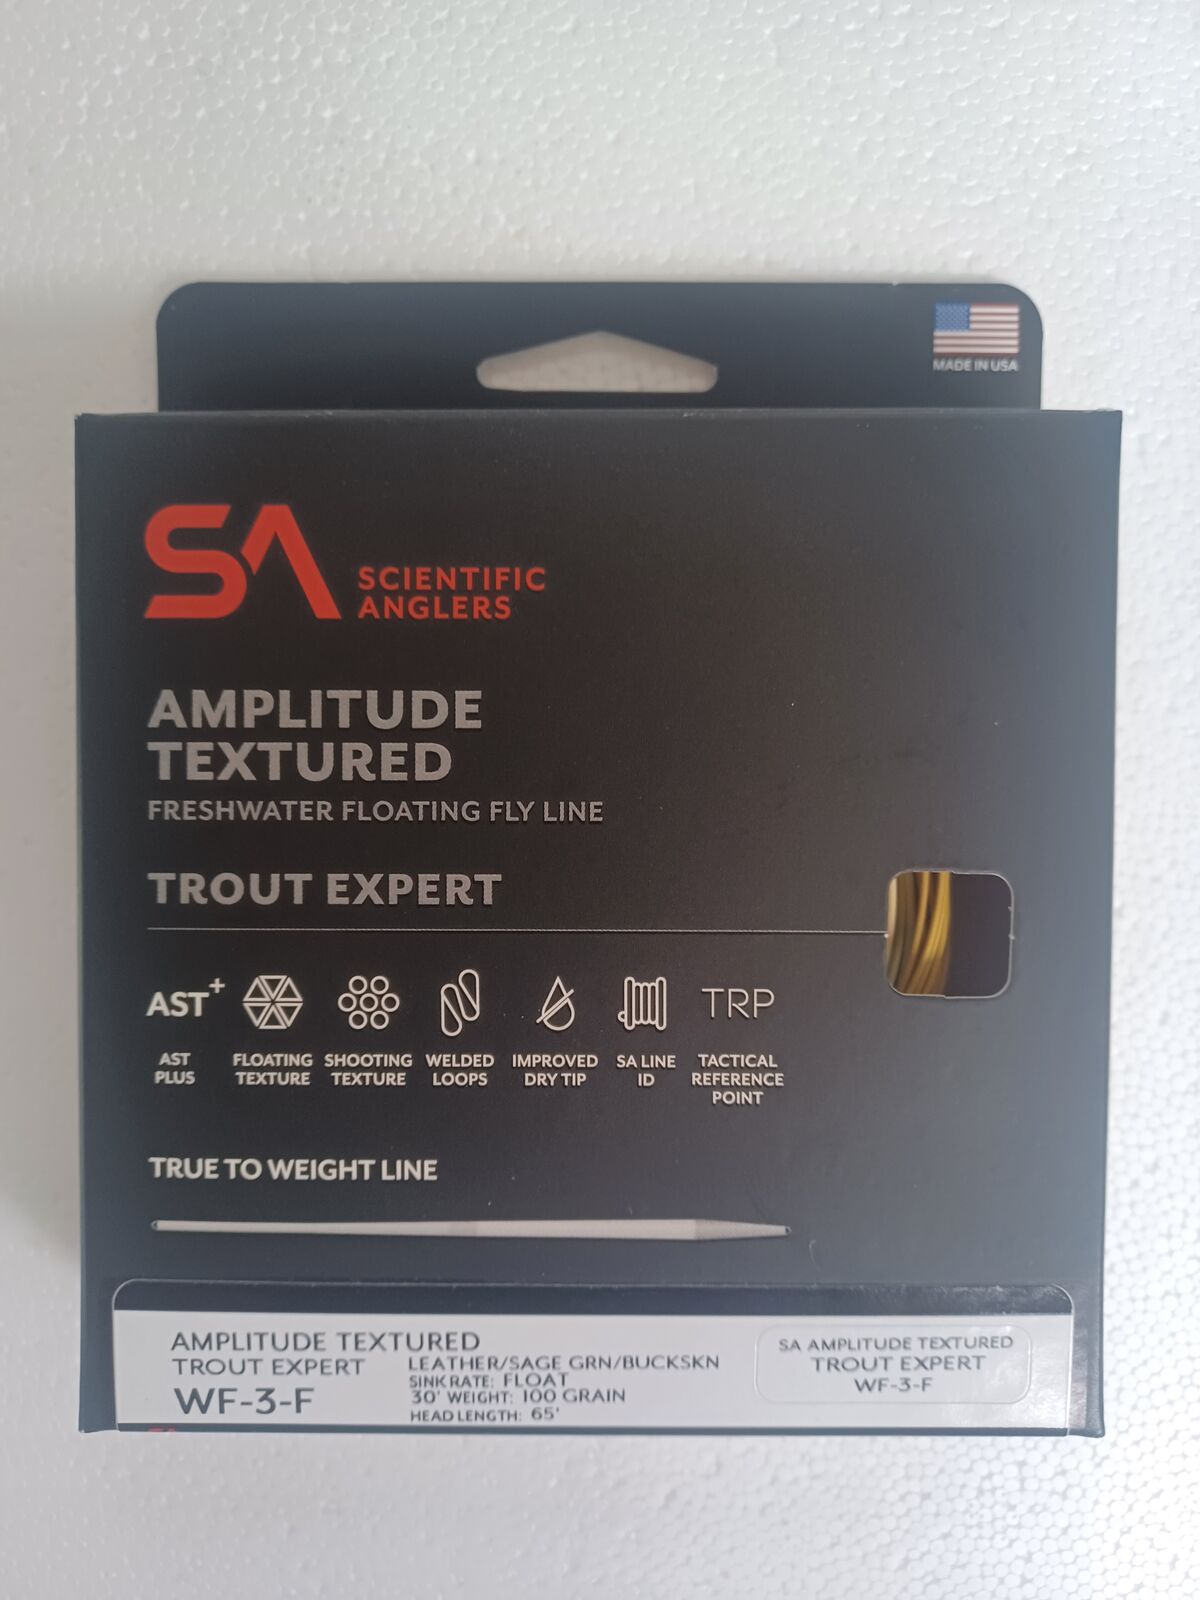 MADE IN USA
SA SCIENTIFIC
ANGLERS
AMPLITUDE
TEXTURED
FRESHWATER FLOATING FLY LINE
TROUT EXPERT
AST+
TRP
AST
PLUS
FLOATING
TEXTURE
SHOOTING
TEXTURE
WELDED
LOOPS
IMPROVED
DRY TIP
SA LINE
ID
TACTICAL
REFERENCE
POINT
TRUE TO WEIGHT LINE
AMPLITUDE TEXTURED
TROUT EXPERT
WF-3-F
LEATHER/SAGE GRN/BUCKSKN
SINK RATE: FLOAT
30' WEIGHT: 100 GRAIN
HEAD LENGTH: 65'
SA AMPLITUDE TEXTURED
TROUT EXPERT
WF-3-F